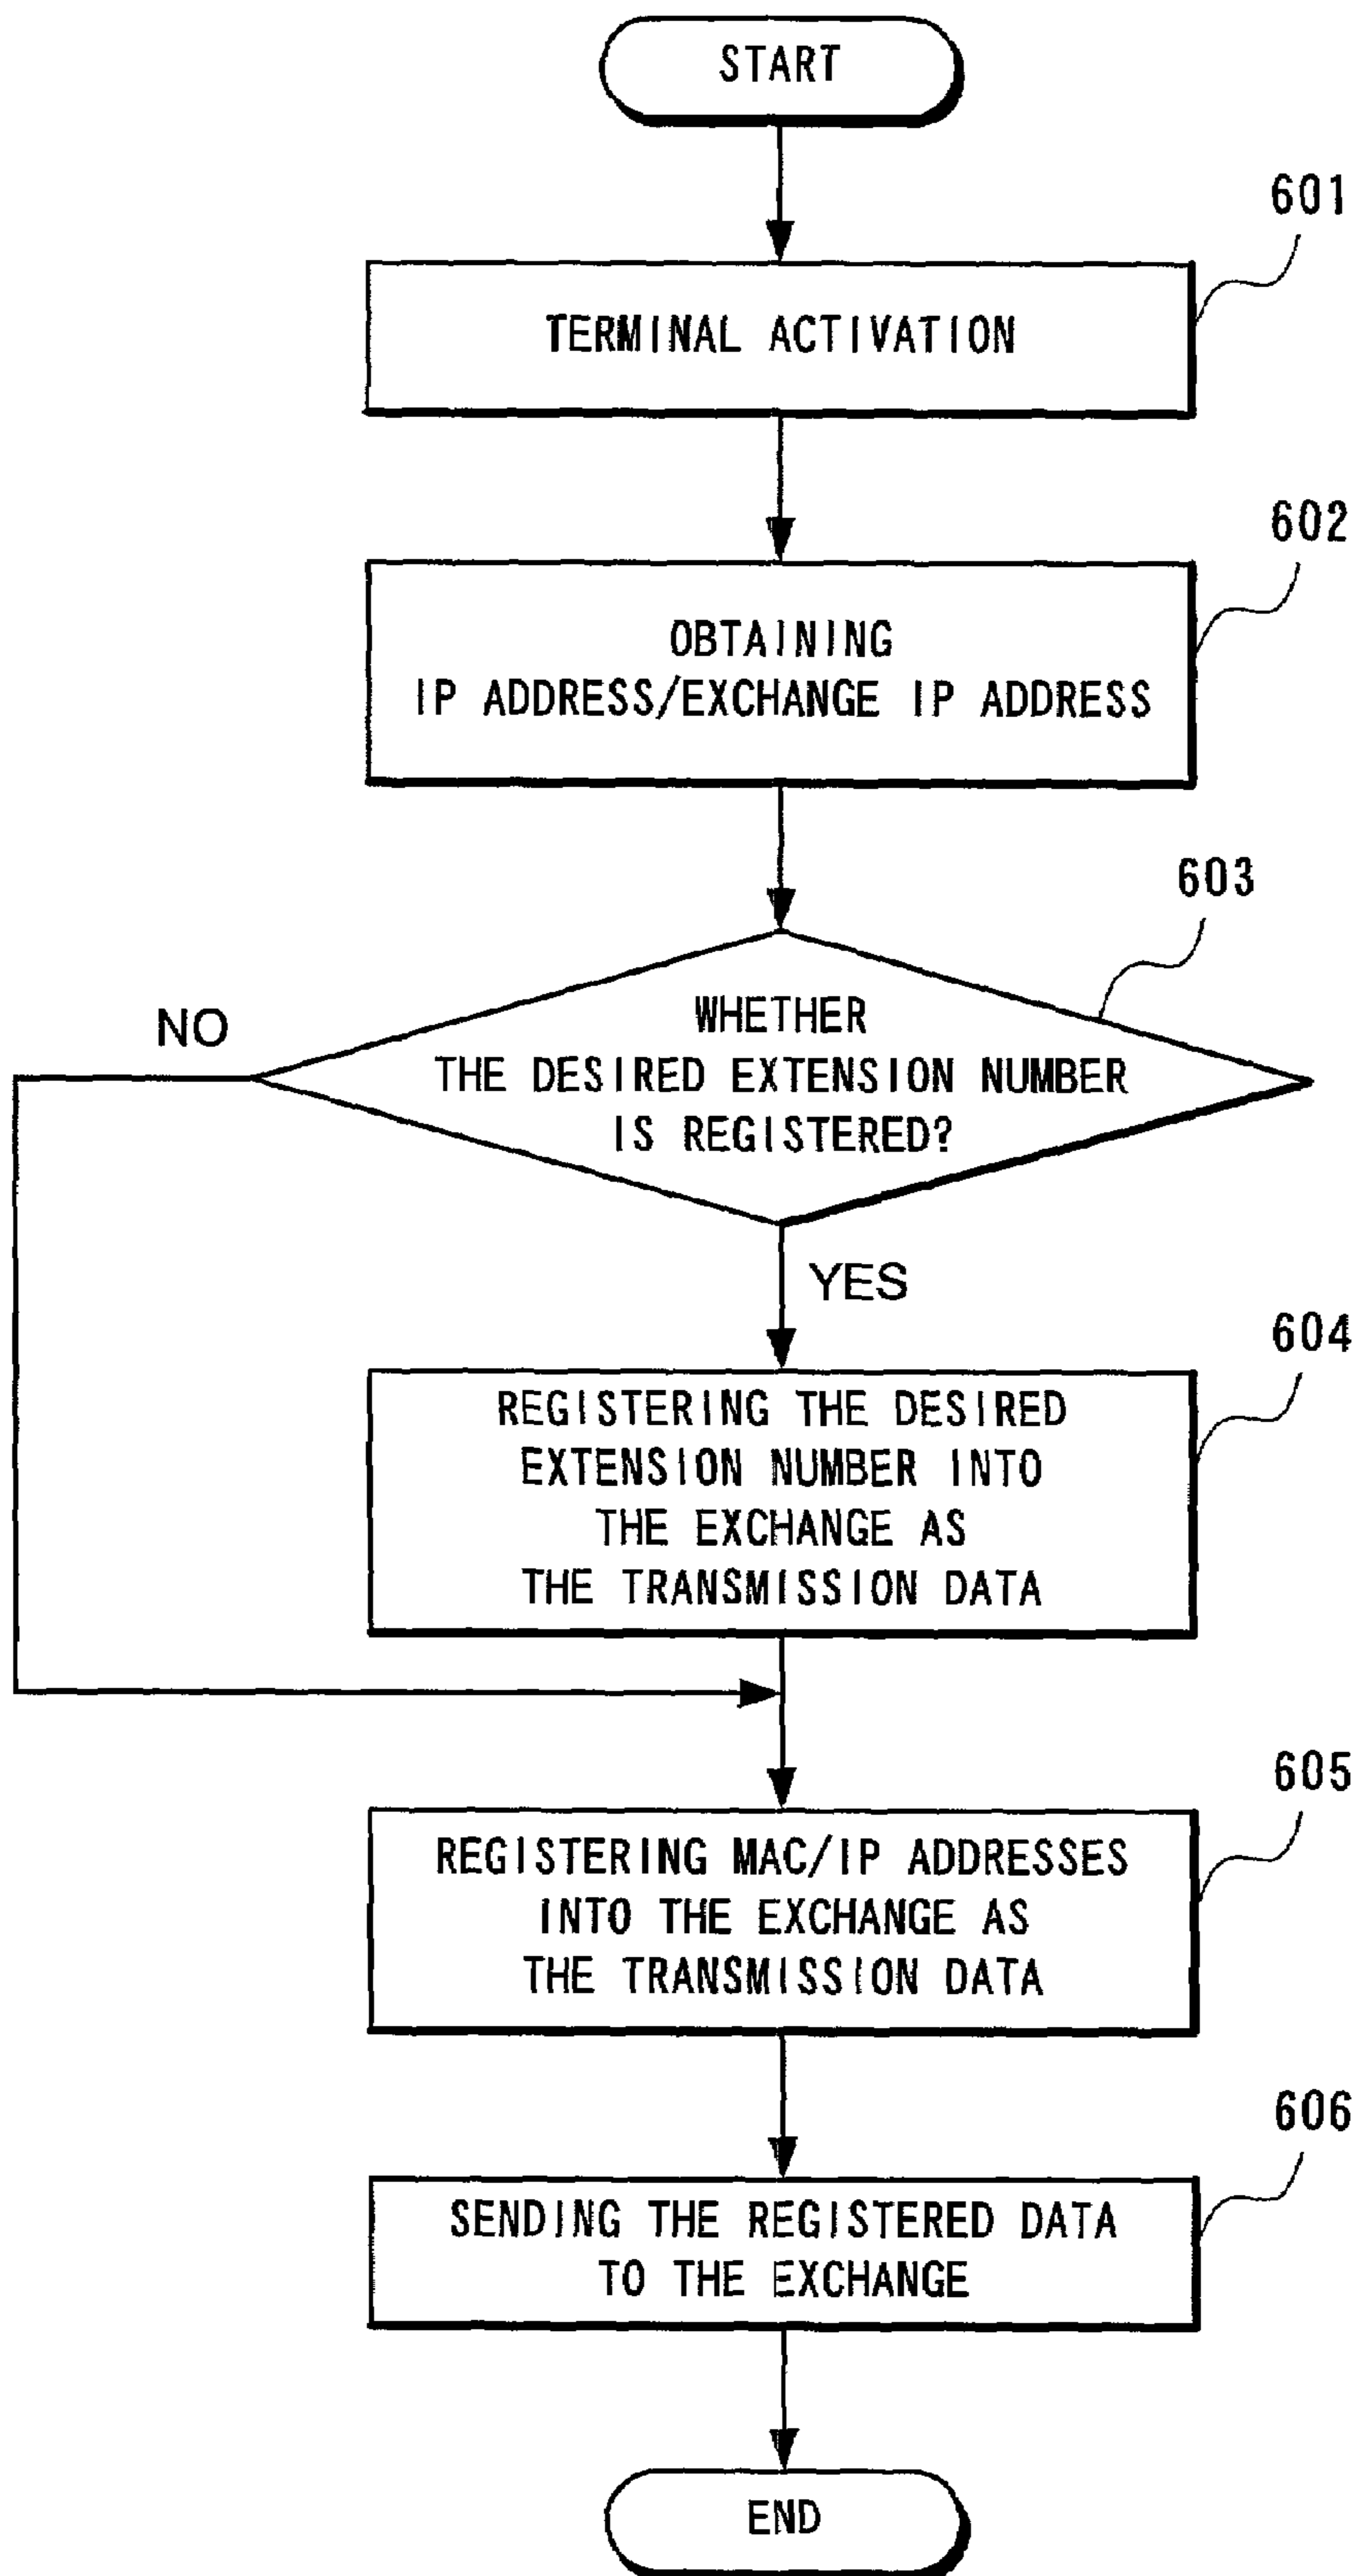 START
601
TERMINAL ACTIVATION
602
OBTAINING
IP ADDRESS/EXCHANGE IP ADDRESS
603
NO
WHETHER
THE DESIRED EXTENSION NUMBER
IS REGISTERED?
YES
604
REGISTERING THE DESIRED
EXTENSION NUMBER INTO
THE EXCHANGE AS
THE TRANSMISSION DATA
605
REGISTERING MAC/IP ADDRESSES
INTO THE EXCHANGE AS
THE TRANSMISSION DATA
606
SENDING THE REGISTERED DATA
TO THE EXCHANGE
END